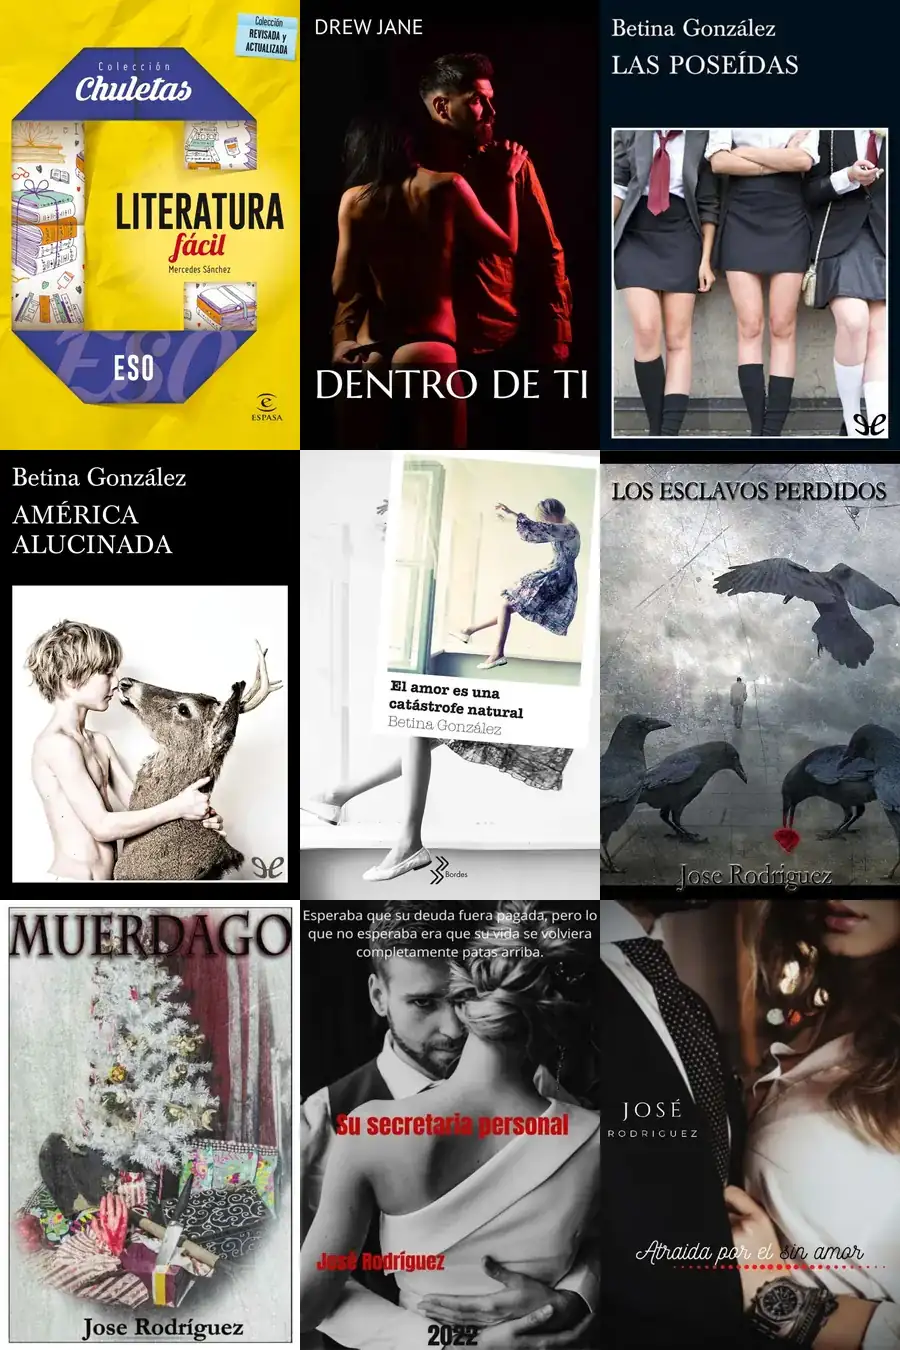 Colección
REVISADA y
ACTUALIZADA
Colección
Chuletas
LITERATURA
fácil
Mercedes Sánchez
ESO
ESO
ESPASA
DREW JANE
DENTRO DE TI
Betina González
LAS POSEÍDAS
Betina González
AMÉRICA
ALUCINADA
El amor es una
catástrofe natural
Betina González
Bordes
LOS ESCLAVOS PERDIDOS
Jose Rodriguez
MUERDAGO
Jose Rodríguez
Esperaba que su deuda fuera pagada, pero lo
que no esperaba era que su vida se volviera
completamente patas arriba.
Su secretaria personal
José Rodríguez
2022
JOSÉ
RODRIGUEZ
Atraida por el sin amor